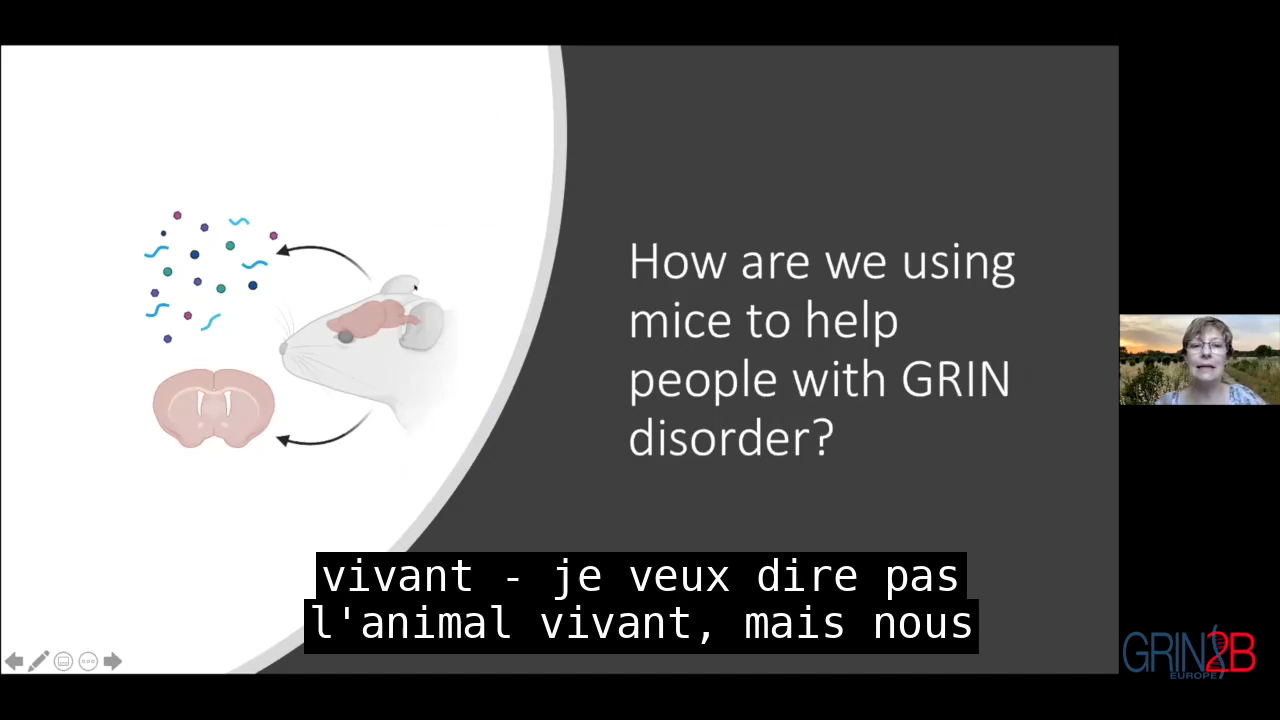 How are we using
mice to help
people with GRIN
disorder?
vivant - je veux dire pas
l'animal vivant, mais nous
GRIN2B
EUROPE